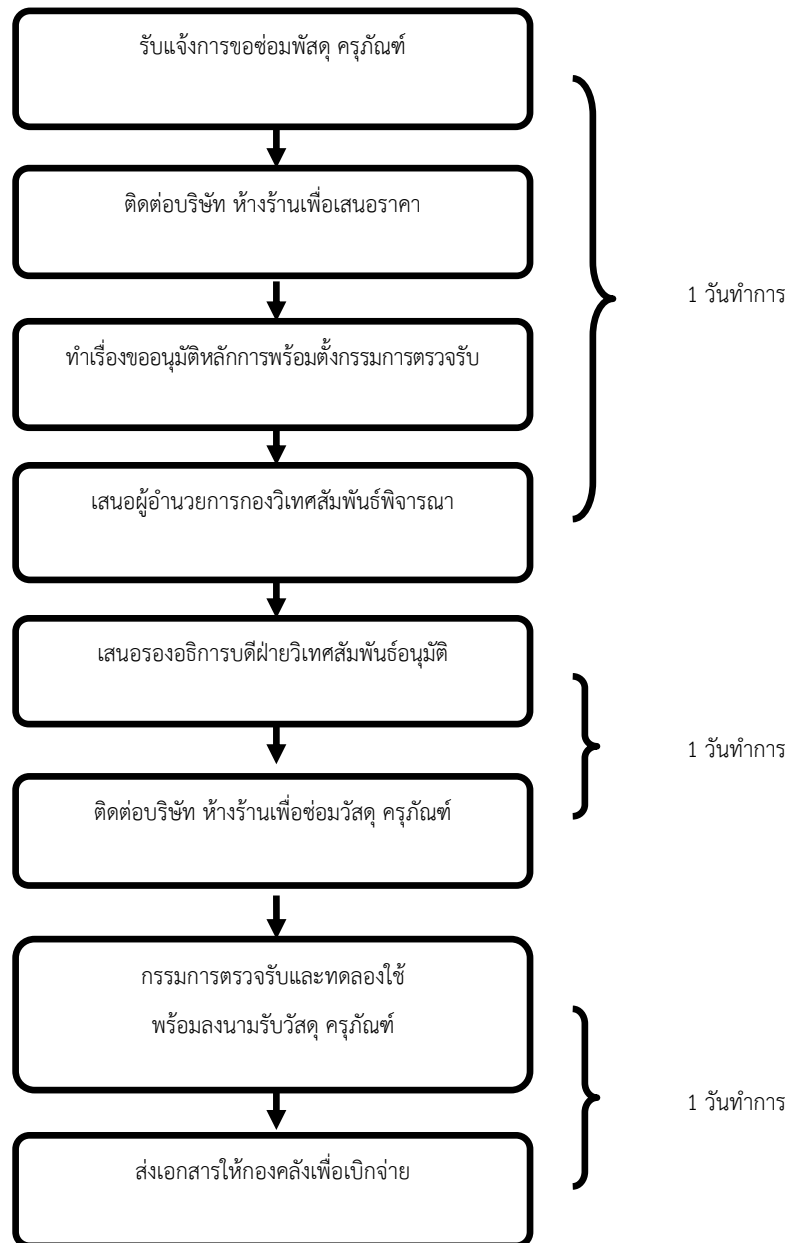 รับแจ้งการขอซ่อมพัสดุ ครุภัณฑ์
ติดต่อบริษัท ห้างร้านเพื่อเสนอราคา
1 วันทำการ
ทำเรื่องขออนุมัติหลักการพร้อมตั้งกรรมการตรวจรับ
เสนอผู้อำนวยการกองวิเทศสัมพันธ์พิจารณา
เสนอรองอธิการบดีฝ่ายวิเทศสัมพันธ์อนุมัติ
1 วันทำการ
ติดต่อบริษัท ห้างร้านเพื่อซ่อมวัสดุ ครุภัณฑ์
กรรมการตรวจรับและทดลองใช้
พร้อมลงนามรับวัสดุ ครุภัณฑ์
1 วันทำการ
ส่งเอกสารให้กองคลังเพื่อเบิกจ่าย